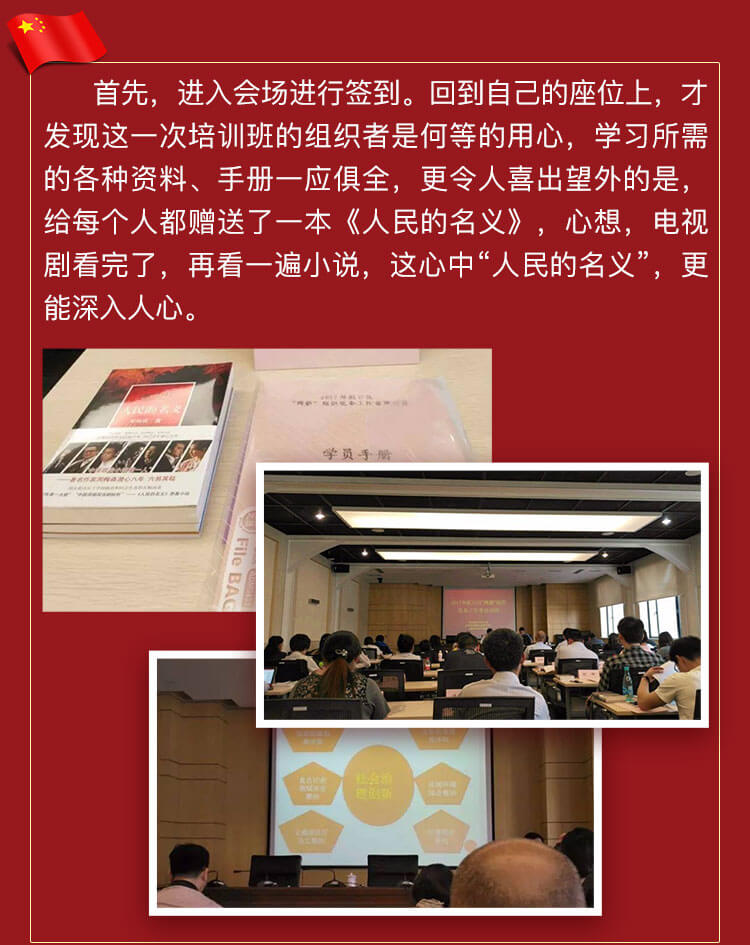 首先，进入会场进行签到。回到自己的座位上，才
发现这一次培训班的组织者是何等的用心，学习所需
的各种资料、手册一应俱全，更令人喜出望外的是，
给每个人都赠送了一本《人民的名义》，心想，电视
剧看完了，再看一遍小说，这心中“人民的名义”，更
能深入人心。
人民的名义
学员手册
File BAG
社会治
理创新